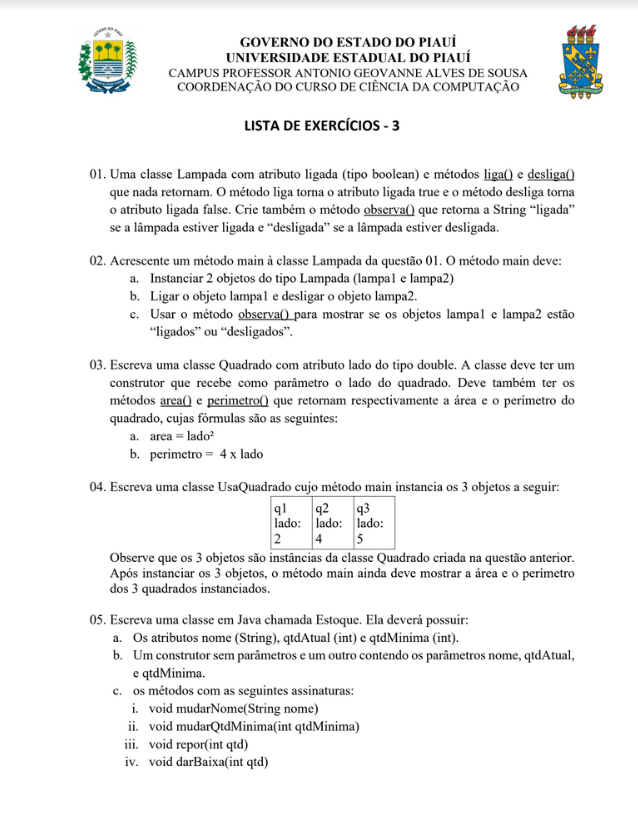 GOVERNO DO ESTADO DO PIAUÍ
UNIVERSIDADE ESTADUAL DO PIAUÍ
CAMPUS PROFESSOR ANTONIO GEOVANNE ALVES DE SOUSA
COORDENAÇÃO DO CURSO DE CIÊNCIA DA COMPUTAÇÃO
LISTA DE EXERCÍCIOS - 3
01. Uma classe Lampada com atributo ligada (tipo boolean) e métodos liga() e desliga()
que nada retornam. O método liga torna o atributo ligada true e o método desliga torna
o atributo ligada false. Crie também o método observa() que retorna a String “ligada”
se a lâmpada estiver ligada e “desligada” se a lâmpada estiver desligada.
02. Acrescente um método main à classe Lampada da questão 01. O método main deve:
a. Instanciar 2 objetos do tipo Lampada (lampa1 e lampa2)
b. Ligar o objeto lampa1 e desligar o objeto lampa2.
c. Usar o método observa() para mostrar se os objetos lampa1 e lampa2 estão
“ligados” ou “desligados”.
03. Escreva uma classe Quadrado com atributo lado do tipo double. A classe deve ter um
construtor que recebe como parâmetro o lado do quadrado. Deve também ter os
métodos area() e perimetro() que retornam respectivamente a área e o perímetro do
quadrado, cujas fórmulas são as seguintes:
a. area = lado²
b. perimetro = 4 x lado
04. Escreva uma classe UsaQuadrado cujo método main instancia os 3 objetos a seguir:
q1 q2 q3
lado: lado: lado:
2 4 5
Observe que os 3 objetos são instâncias da classe Quadrado criada na questão anterior.
Após instanciar os 3 objetos, o método main ainda deve mostrar a área e o perímetro
dos 3 quadrados instanciados.
05. Escreva uma classe em Java chamada Estoque. Ela deverá possuir:
a. Os atributos nome (String), qtdAtual (int) e qtdMinima (int).
b. Um construtor sem parâmetros e um outro contendo os parâmetros nome, qtdAtual,
e qtdMinima.
c. os métodos com as seguintes assinaturas:
i. void mudarNome(String nome)
ii. void mudarQtdMinima(int qtdMinima)
iii. void repor(int qtd)
iv. void darBaixa(int qtd)